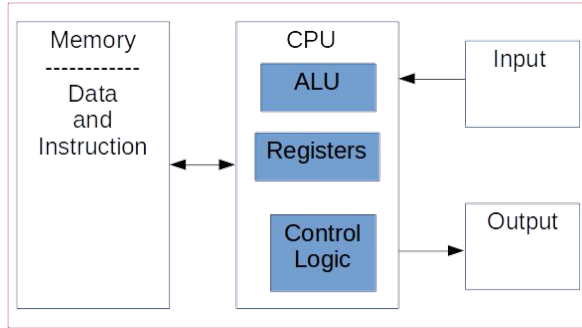 Memory
Data
and
Instruction
CPU
ALU
Registers
Control
Logic
Input
Output